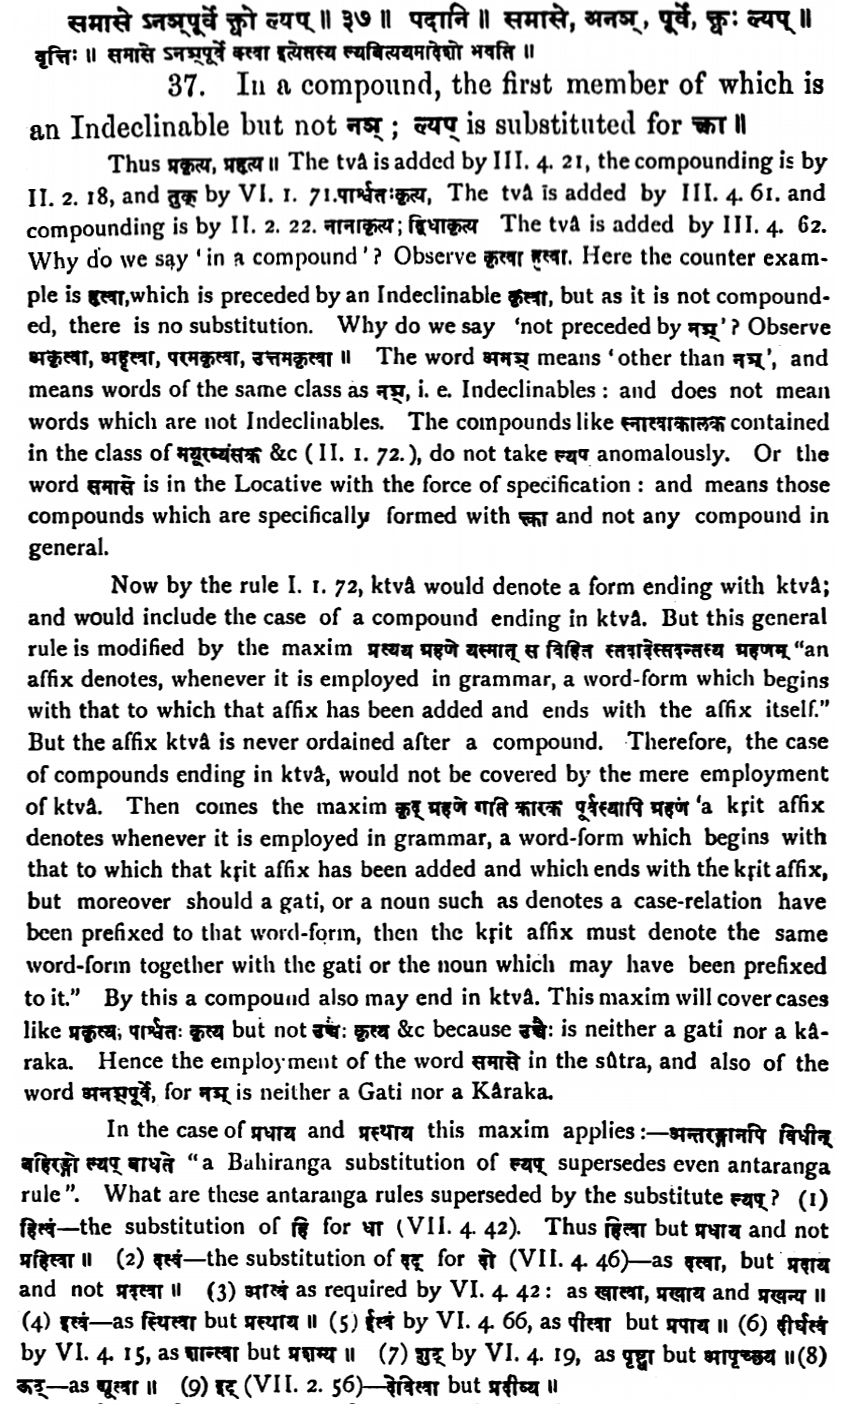 समासे ऽनञ्पूर्वे क्त्वो ल्यप् ॥ ३७ ॥ पदानि ॥ समासे, अनञ्, पूर्वे, क्त्वः ल्यप् ॥
वृत्तिः ॥ समासे ऽनञ्पूर्वे क्त्वा इत्येतस्य ल्यबित्ययमादेशो भवति ॥
37. In a compound, the first member of which is
an Indeclinable but not नञ् ; ल्यप् is substituted for क्त्वा ॥
Thus प्रकृत्य, प्रहृत्य ॥ The tvâ is added by III. 4. 21, the compounding is by
II. 2. 18, and तुक् by VI. 1. 71. पार्श्वतःकृत्य, The tvâ is added by III. 4. 61. and
compounding is by II. 2. 22. नानाकृत्य; द्विधाकृत्य The tvâ is added by III. 4. 62.
Why do we say 'in a compound'? Observe कृत्वा हृत्वा. Here the counter exam-
ple is हृत्वा, which is preceded by an Indeclinable कृत्वा, but as it is not compound-
ed, there is no substitution. Why do we say 'not preceded by नञ्'? Observe
अकृत्वा, अहृत्वा, परमकृत्वा, उत्तमकृत्वा ॥ The word अनञ् means 'other than नञ्', and
means words of the same class as नञ्, i. e. Indeclinables : and does not mean
words which are not Indeclinables. The compounds like स्नात्वाकालक contained
in the class of मयूरव्यंसक &c (II. 1. 72.), do not take ल्यप anomalously. Or the
word समासे is in the Locative with the force of specification : and means those
compounds which are specifically formed with क्त्वा and not any compound in
general.
Now by the rule I. 1. 72, ktvâ would denote a form ending with ktvâ;
and would include the case of a compound ending in ktvâ. But this general
rule is modified by the maxim प्रत्यय ग्रहणे यस्मात् स विहित स्तदादेस्तदन्तस्य ग्रहणम् "an
affix denotes, whenever it is employed in grammar, a word-form which begins
with that to which that affix has been added and ends with the affix itself."
But the affix ktvâ is never ordained after a compound. Therefore, the case
of compounds ending in ktvâ, would not be covered by the mere employment
of ktvâ. Then comes the maxim कृद् ग्रहणे गति कारक पूर्वस्यापि ग्रहणं 'a kṛit affix
denotes whenever it is employed in grammar, a word-form which begins with
that to which that kṛit affix has been added and which ends with the kṛit affix,
but moreover should a gati, or a noun such as denotes a case-relation have
been prefixed to that word-form, then the kṛit affix must denote the same
word-form together with the gati or the noun which may have been prefixed
to it." By this a compound also may end in ktvâ. This maxim will cover cases
like प्रकृत्य; पार्श्वतः कृत्य but not उच्चैः कृत्य &c because उच्चैः is neither a gati nor a kâ-
raka. Hence the employment of the word समासे in the sûtra, and also of the
word अनञ्पूर्वे, for नञ् is neither a Gati nor a Kâraka.
In the case of प्रधाय and प्रस्थाय this maxim applies :—अन्तरङ्गानपि विधीन्
बहिरङ्गो ल्यप् बाधते "a Bahiranga substitution of ल्यप् supersedes even antaranga
rule". What are these antaranga rules superseded by the substitute ल्यप्? (1)
हित्वं—the substitution of हि for धा (VII. 4. 42). Thus हित्वा but प्रधाय and not
प्रहित्वा ॥ (2) दत्वं—the substitution of दद् for दो (VII. 4. 46)—as दत्त्वा, but प्रदाय
and not प्रदत्त्वा ॥ (3) आत्वं as required by VI. 4. 42: as खात्वा, प्रखाय and प्रखन्य ॥
(4) इत्वं—as स्थित्वा but प्रस्थाय ॥ (5) ईत्वं by VI. 4. 66, as पीत्वा but प्रपाय ॥ (6) दीर्घत्वं
by VI. 4. 15, as शान्त्वा but प्रशम्य ॥ (7) शूद् by VI. 4. 19, as पृष्ट्वा but आपृच्छ्य ॥ (8)
ऊद्—as द्यूत्वा ॥ (9) इद् (VII. 2. 56)—देवित्वा but प्रदीव्य ॥